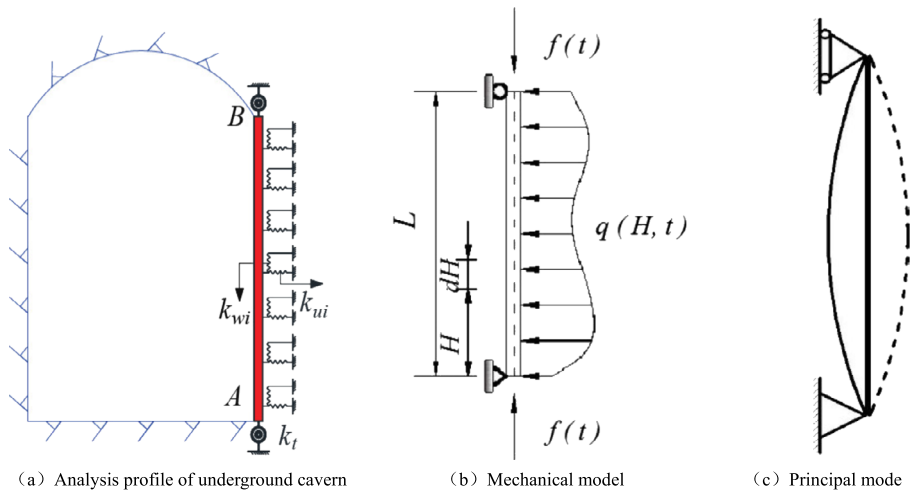 B
k_wi
k_ui
A
k_t
(a) Analysis profile of underground cavern
f(t)
L
dH
H
q(H,t)
f(t)
(b) Mechanical model
(c) Principal mode